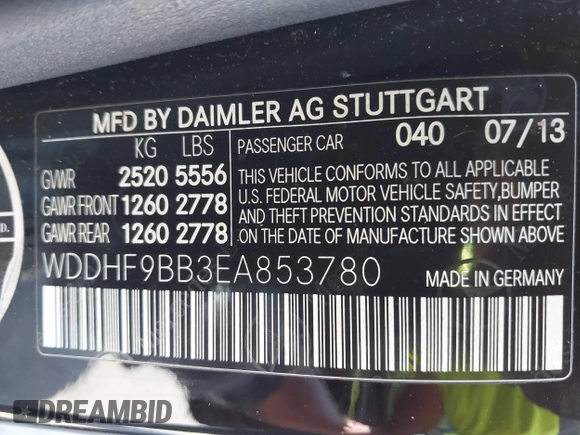 MFD BY DAIMLER AG STUTTGART
KG LBS
GVWR 2520 5556
GAWR FRONT 1260 2778
GAWR REAR 1260 2778
PASSENGER CAR 040 07/13
THIS VEHICLE CONFORMS TO ALL APPLICABLE
U.S. FEDERAL MOTOR VEHICLE SAFETY,BUMPER
AND THEFT PREVENTION STANDARDS IN EFFECT
ON THE DATE OF MANUFACTURE SHOWN ABOVE.
WDDHF9BB3EA853780
MADE IN GERMANY
DREAMBID